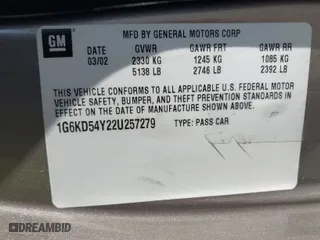 GM
MFD BY GENERAL MOTORS CORP
DATE GVWR GAWR FRT GAWR RR
03/02 2330 KG 1245 KG 1085 KG
5138 LB 2746 LB 2392 LB
THIS VEHICLE CONFORMS TO ALL APPLICABLE U.S. FEDERAL MOTOR
VEHICLE SAFETY, BUMPER, AND THEFT PREVENTION STANDARDS IN
EFFECT ON THE DATE OF MANUFACTURE SHOWN ABOVE.
1G6KD54Y22U257279 TYPE: PASS CAR
DREAMBID